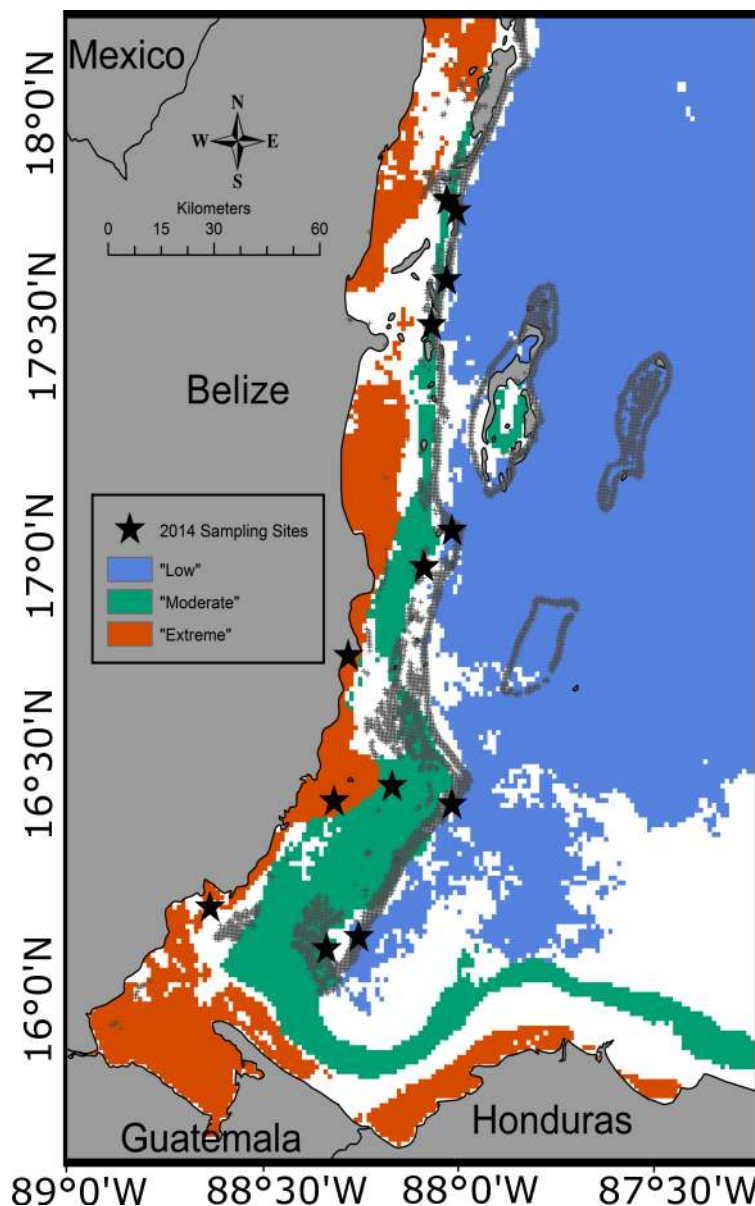 Mexico
N
W E
S
Kilometers
0 15 30 60
Belize
2014 Sampling Sites
"Low"
"Moderate"
"Extreme"
Guatemala
Honduras
18°0'N
17°30'N
17°0'N
16°30'N
16°0'N
89°0'W 88°30'W 88°0'W 87°30'W